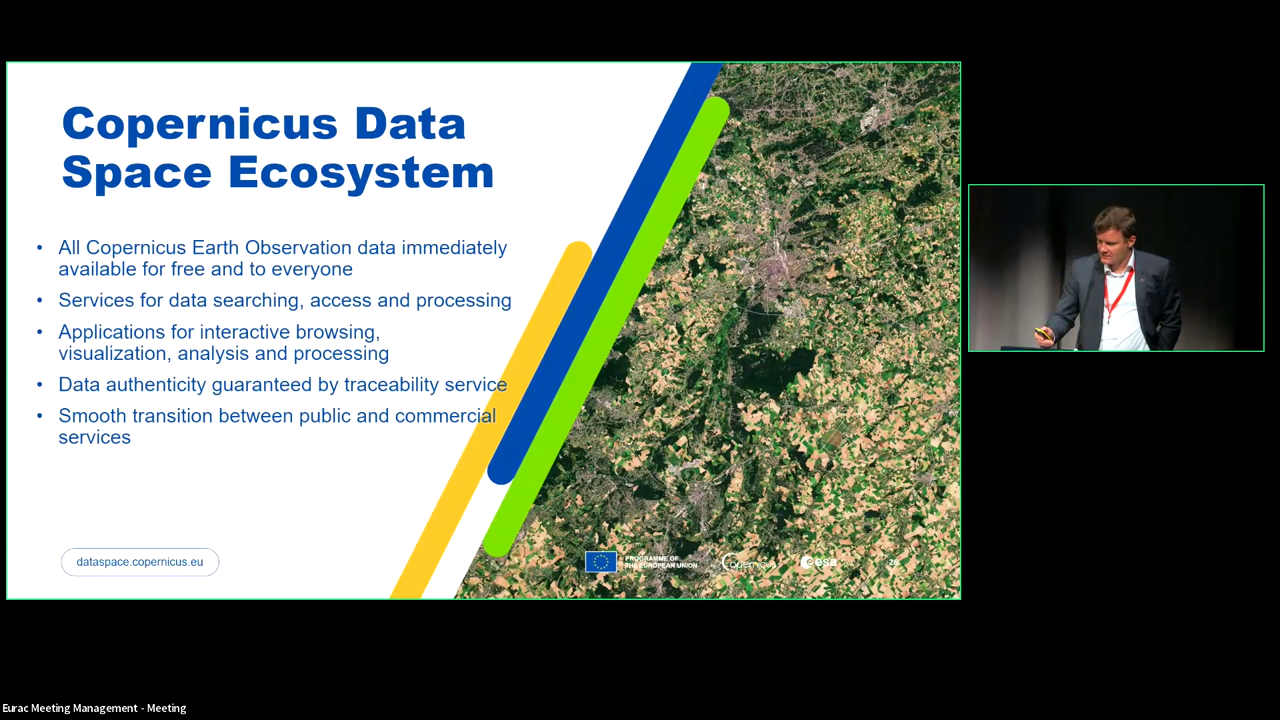 Copernicus Data
Space Ecosystem
• All Copernicus Earth Observation data immediately
available for free and to everyone
• Services for data searching, access and processing
• Applications for interactive browsing,
visualization, analysis and processing
• Data authenticity guaranteed by traceability service
• Smooth transition between public and commercial
services
dataspace.copernicus.eu
PROGRAMME OF
THE EUROPEAN UNION
opernicus
esa
26
Eurac Meeting Management - Meeting